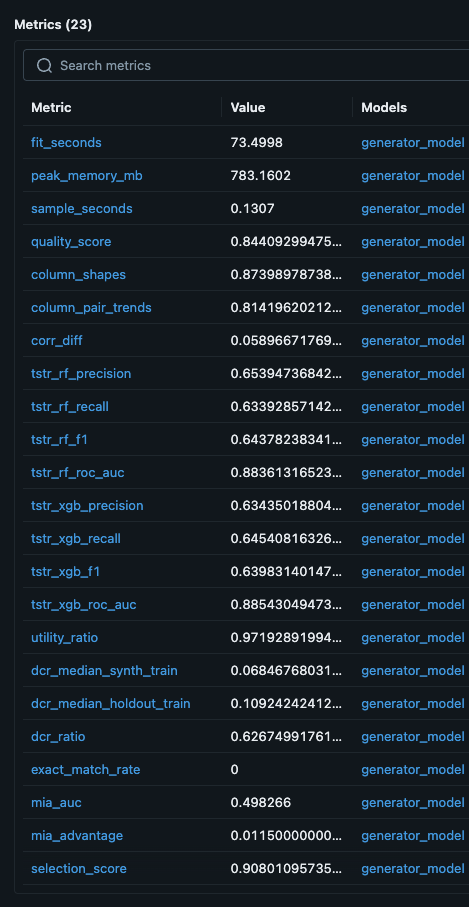 Metrics (23)
Search metrics
Metric Value Models
fit_seconds 73.4998 generator_model
peak_memory_mb 783.1602 generator_model
sample_seconds 0.1307 generator_model
quality_score 0.84409299475... generator_model
column_shapes 0.87398978738... generator_model
column_pair_trends 0.81419620212... generator_model
corr_diff 0.05896671769... generator_model
tstr_rf_precision 0.65394736842... generator_model
tstr_rf_recall 0.63392857142... generator_model
tstr_rf_f1 0.64378238341... generator_model
tstr_rf_roc_auc 0.88361316523... generator_model
tstr_xgb_precision 0.63435018804... generator_model
tstr_xgb_recall 0.64540816326... generator_model
tstr_xgb_f1 0.63983140147... generator_model
tstr_xgb_roc_auc 0.88543049473... generator_model
utility_ratio 0.97192891994... generator_model
dcr_median_synth_train 0.06846768031... generator_model
dcr_median_holdout_train 0.10924242412... generator_model
dcr_ratio 0.62674991761... generator_model
exact_match_rate 0 generator_model
mia_auc 0.498266 generator_model
mia_advantage 0.01150000000... generator_model
selection_score 0.90801095735... generator_model